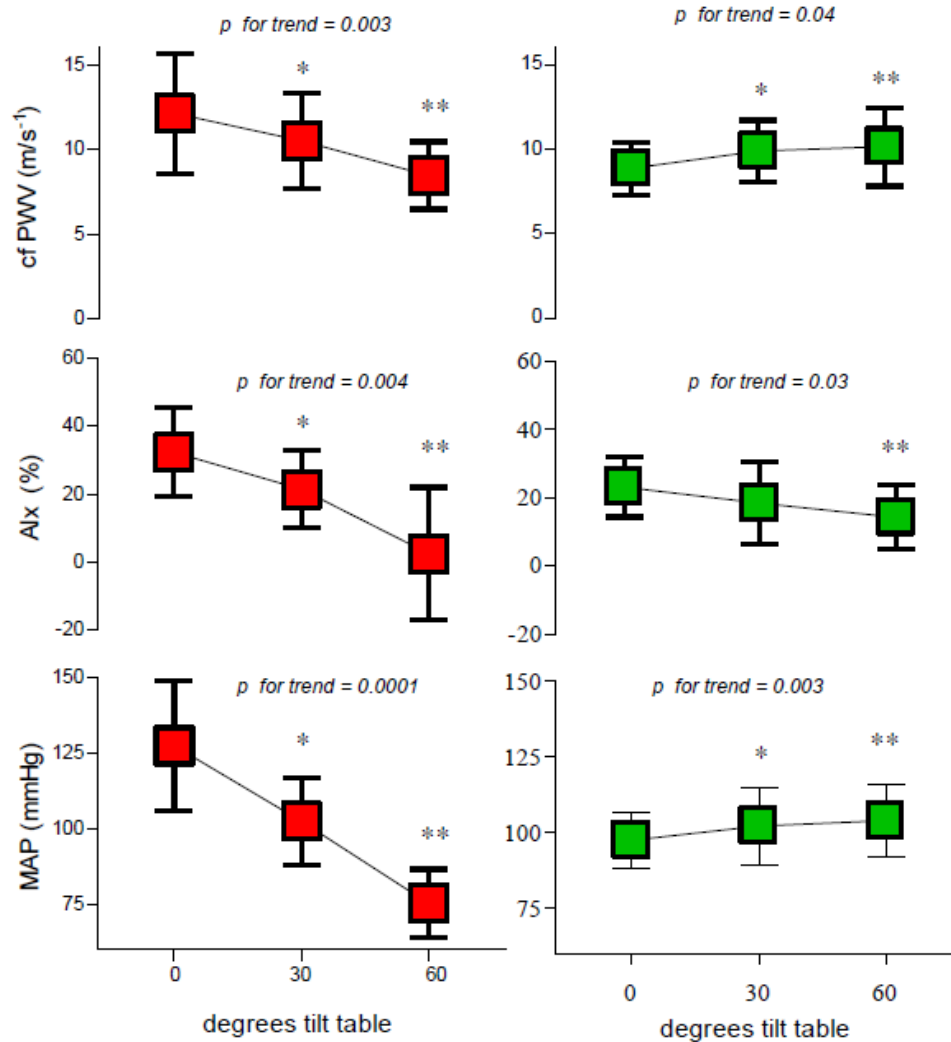 p for trend = 0.003
p for trend = 0.04
cf PWV (m/s⁻¹)
15
10
5
0
*
**
15
10
5
0
*
**
p for trend = 0.004
p for trend = 0.03
AIx (%)
60
40
20
0
-20
*
**
60
40
20
0
-20
**
p for trend = 0.0001
p for trend = 0.003
MAP (mmHg)
150
125
100
75
*
**
150
125
100
75
*
**
0 30 60
degrees tilt table
0 30 60
degrees tilt table